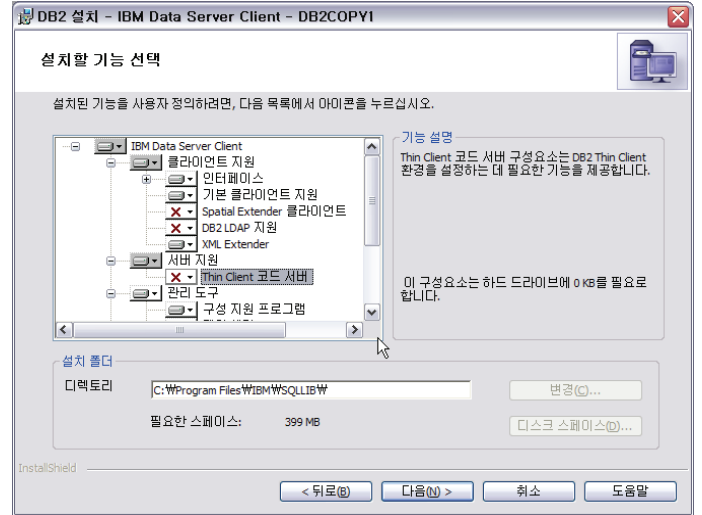 DB2 설치 - IBM Data Server Client - DB2COPY1
설치할 기능 선택
설치된 기능을 사용자 정의하려면, 다음 목록에서 아이콘을 누르십시오.
IBM Data Server Client
클라이언트 지원
인터페이스
기본 클라이언트 지원
Spatial Extender 클라이언트
DB2 LDAP 지원
XML Extender
서버 지원
Thin Client 코드 서버
관리 도구
구성 지원 프로그램
기능 설명
Thin Client 코드 서버 구성요소는 DB2 Thin Client
환경을 설정하는 데 필요한 기능을 제공합니다.
이 구성요소는 하드 드라이브에 0 KB를 필요로
합니다.
설치 폴더
디렉토리
C:₩Program Files₩IBM₩SQLLIB₩
변경(C)...
필요한 스페이스: 399 MB
디스크 스페이스(D)...
InstallShield
< 뒤로(B)
다음(N) >
취소
도움말